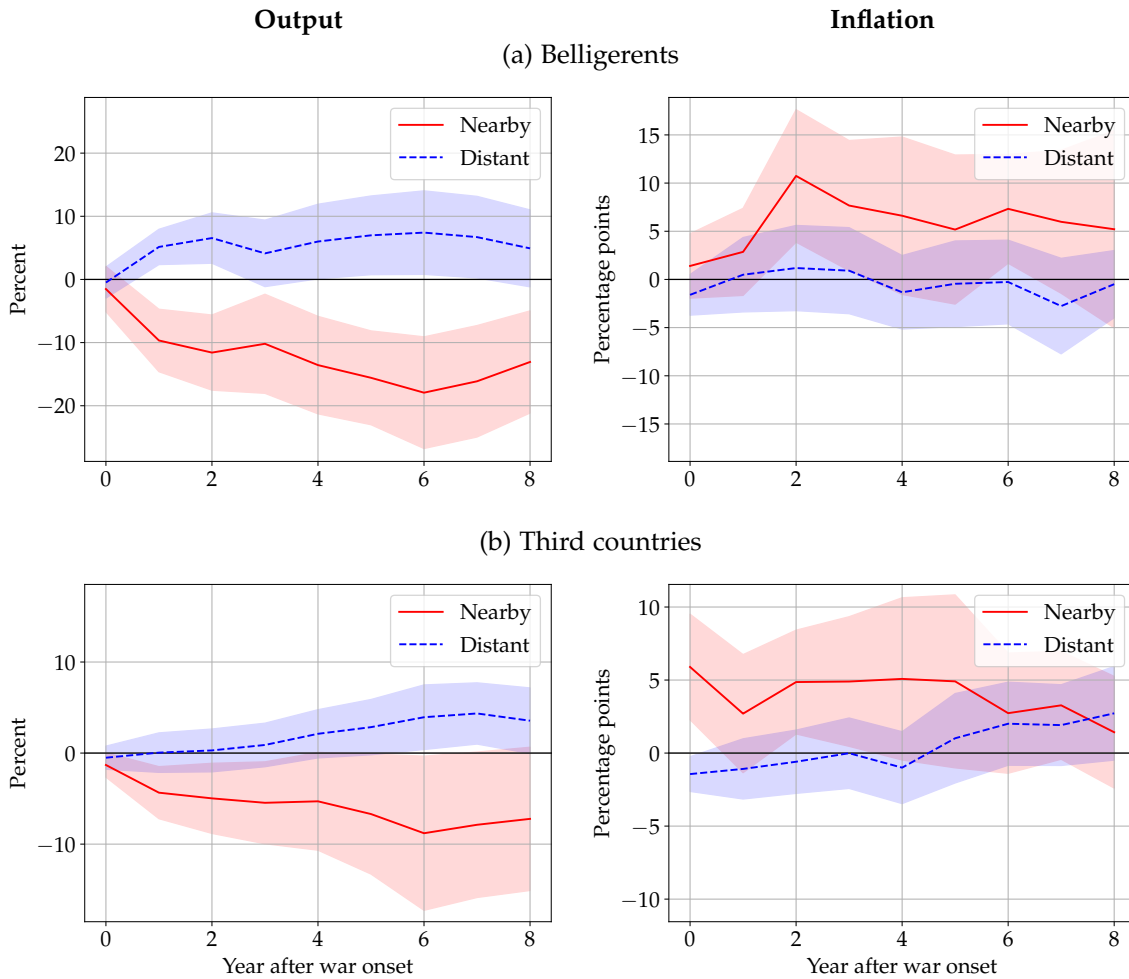 Output
Inflation
(a) Belligerents
Nearby
Distant
Percent
20
10
0
−10
−20
0 2 4 6 8
Nearby
Distant
Percentage points
15
10
5
0
−5
−10
−15
0 2 4 6 8
(b) Third countries
Nearby
Distant
Percent
10
0
−10
0 2 4 6 8
Year after war onset
Nearby
Distant
Percentage points
10
5
0
−5
−10
0 2 4 6 8
Year after war onset